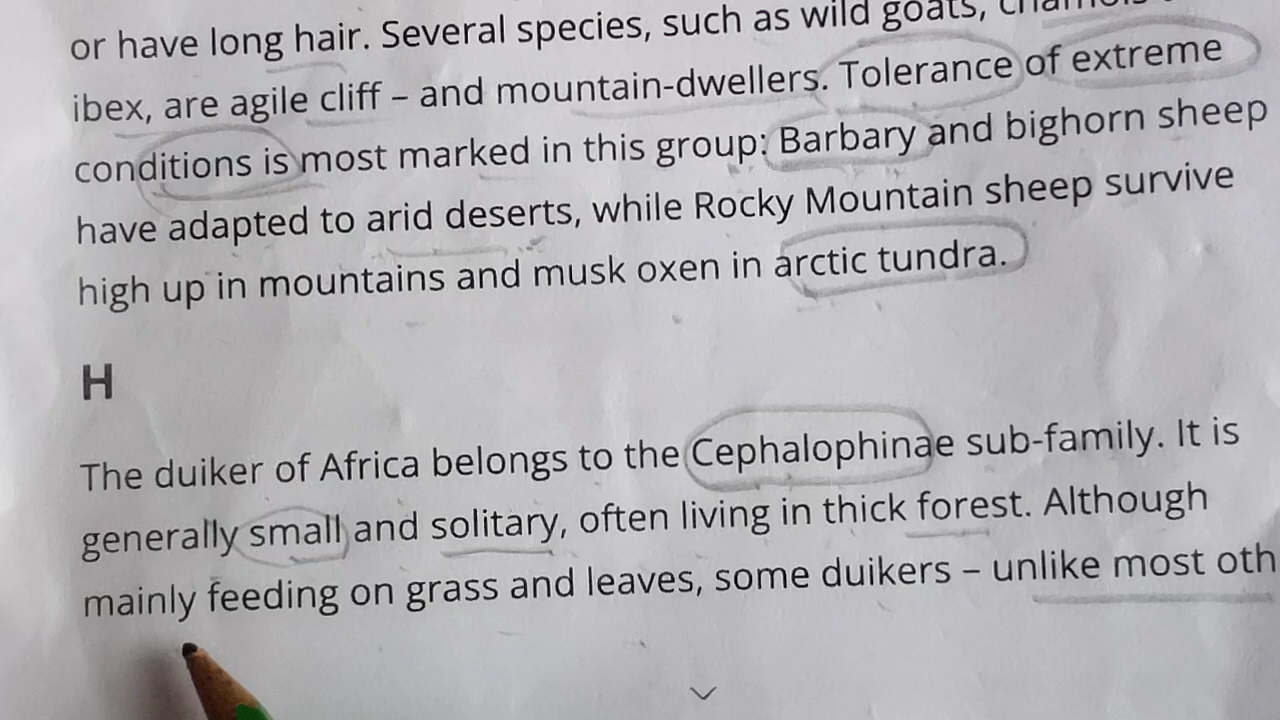 or have long hair. Several species, such as wild goats,
ibex, are agile cliff – and mountain-dwellers. Tolerance of extreme
conditions is most marked in this group: Barbary and bighorn sheep
have adapted to arid deserts, while Rocky Mountain sheep survive
high up in mountains and musk oxen in arctic tundra.
H
The duiker of Africa belongs to the Cephalophinae sub-family. It is
generally small and solitary, often living in thick forest. Although
mainly feeding on grass and leaves, some duikers – unlike most oth